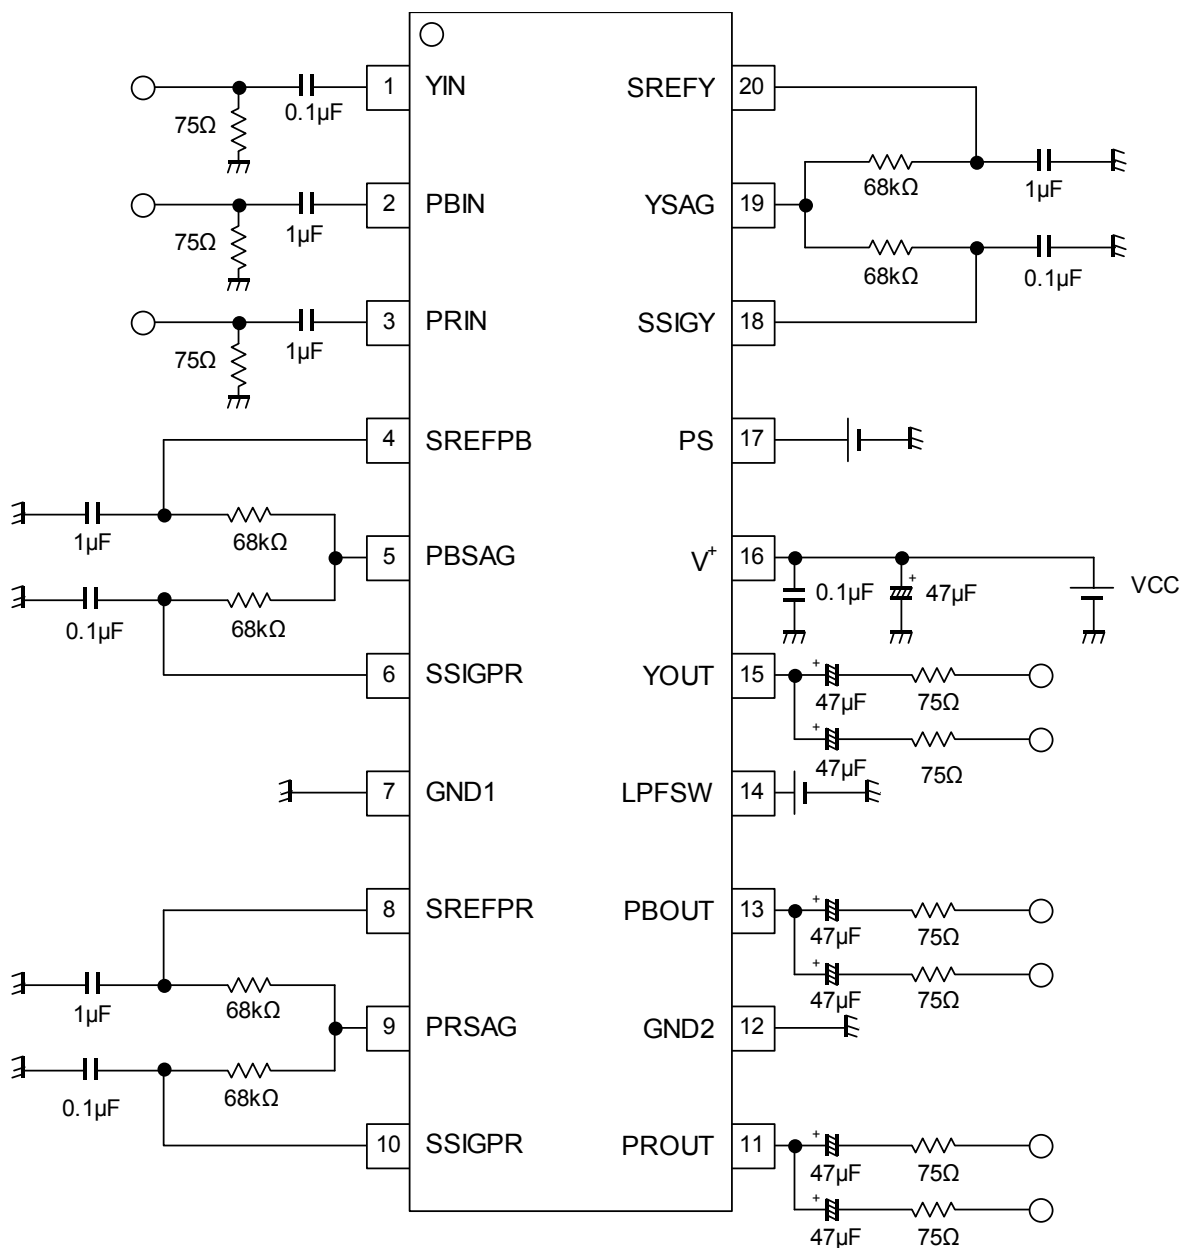 1 YIN SREFY 20
75Ω 0.1µF
68kΩ 1µF
2 PBIN YSAG 19
75Ω 1µF
68kΩ 0.1µF
3 PRIN SSIGY 18
75Ω 1µF
4 SREFPB PS 17
1µF 68kΩ
5 PBSAG V+ 16
0.1µF + 47µF VCC
0.1µF 68kΩ
6 SSIGPR YOUT 15
+ 47µF 75Ω
+ 47µF 75Ω
7 GND1 LPFSW 14
8 SREFPR PBOUT 13
+ 47µF 75Ω
+ 47µF 75Ω
1µF 68kΩ
9 PRSAG GND2 12
0.1µF 68kΩ
10 SSIGPR PROUT 11
+ 47µF 75Ω
+ 47µF 75Ω